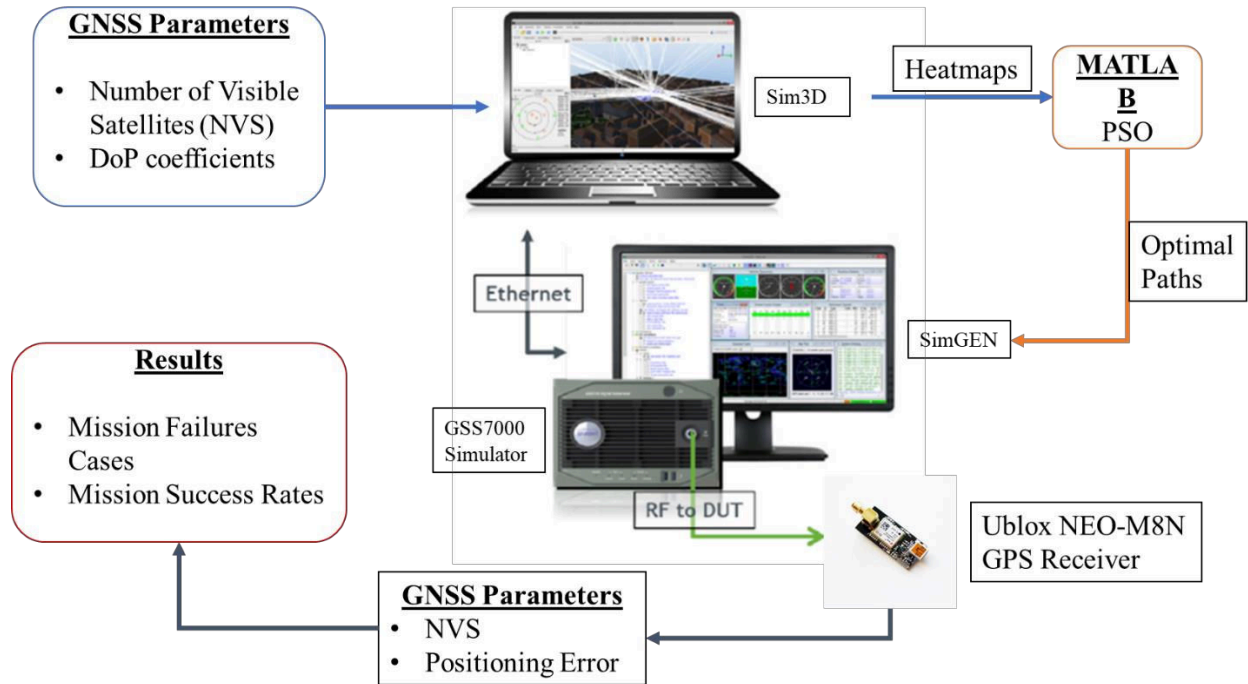 GNSS Parameters
• Number of Visible
Satellites (NVS)
• DoP coefficients
Sim3D
Heatmaps
MATLA
B
PSO
Optimal
Paths
Ethernet
SimGEN
GSS7000
Simulator
RF to DUT
Ublox NEO-M8N
GPS Receiver
GNSS Parameters
• NVS
• Positioning Error
Results
• Mission Failures
Cases
• Mission Success Rates